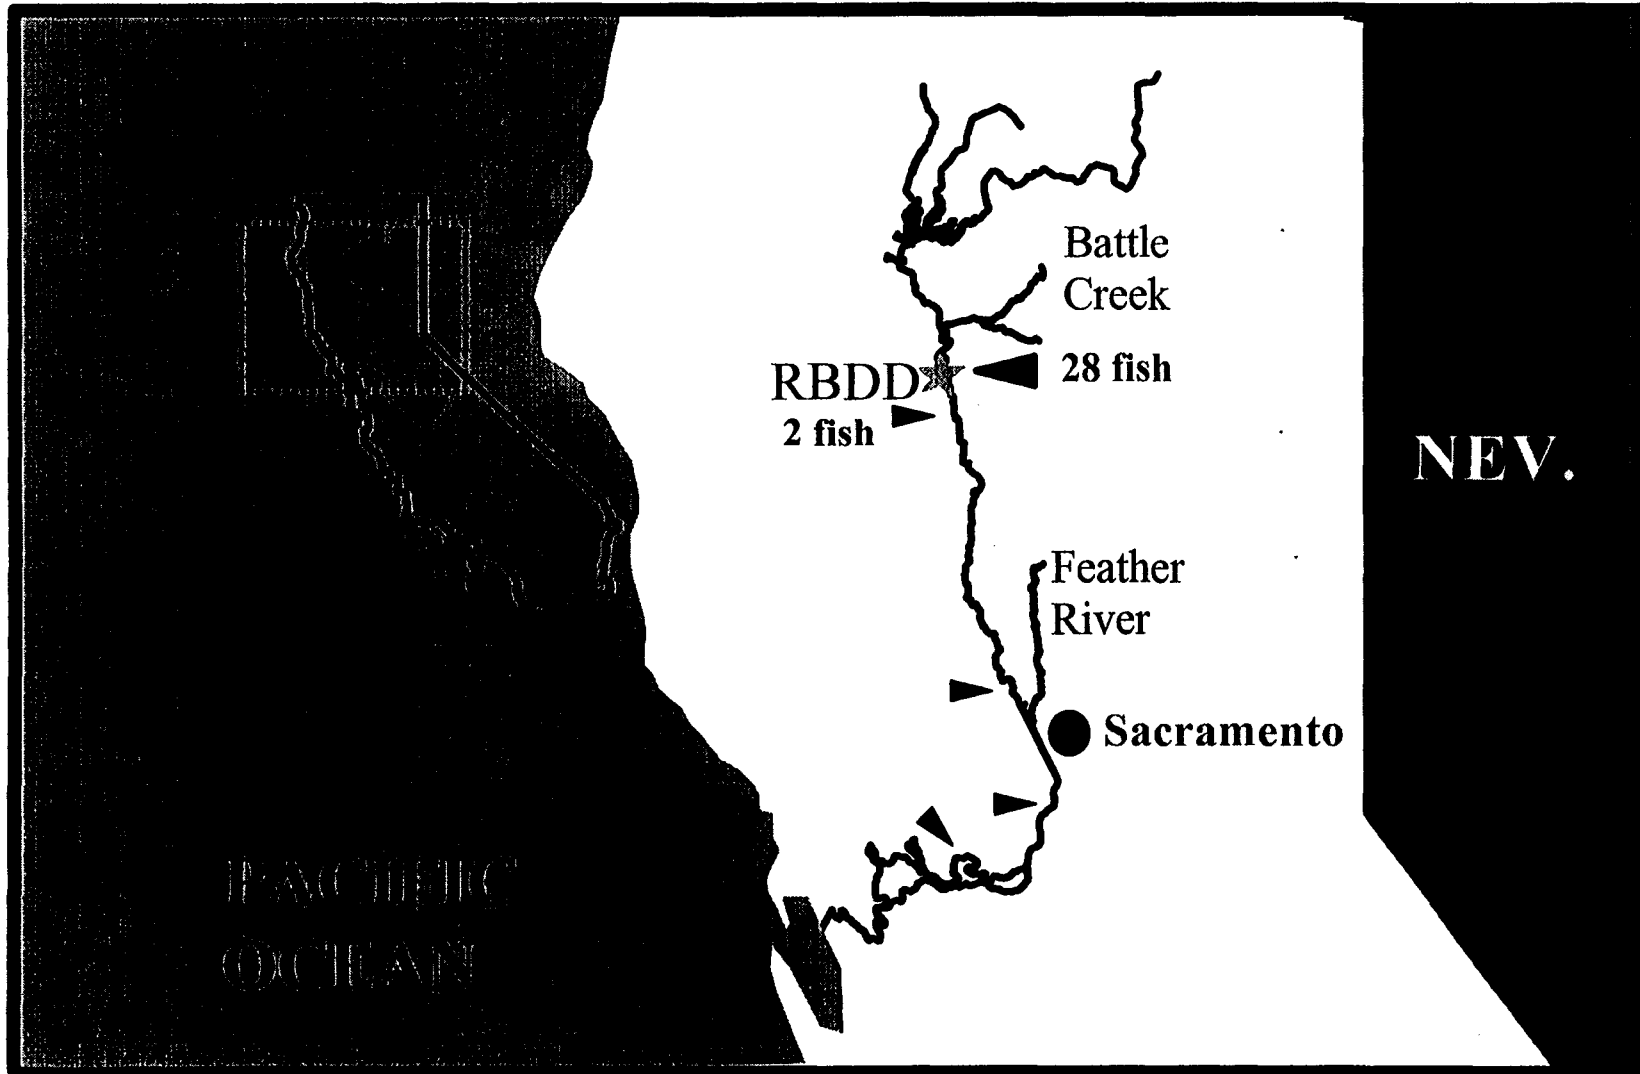 Battle
Creek
RBDD
28 fish
2 fish
NEV.
Feather
River
Sacramento
PACIFIC
OCEAN